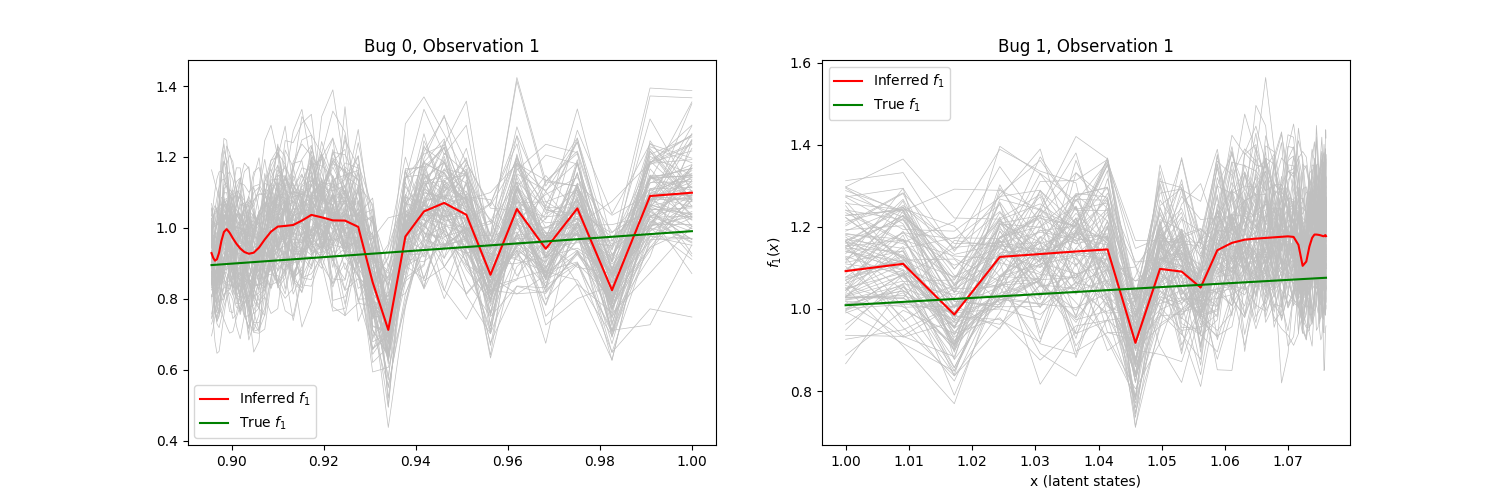 Bug 0, Observation 1
1.4
1.2
1.0
0.8
0.6
0.4
Inferred f₁
True f₁
0.90 0.92 0.94 0.96 0.98 1.00
Bug 1, Observation 1
1.6
1.4
1.2
1.0
0.8
f₁(x)
Inferred f₁
True f₁
1.00 1.01 1.02 1.03 1.04 1.05 1.06 1.07
x (latent states)